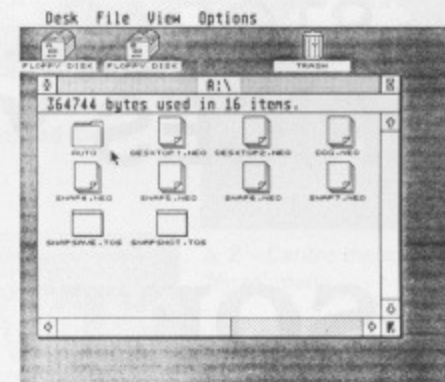 Desk File View Options
FLOPPY DISK FLOPPY DISK TRASH
A:\
364744 bytes used in 16 items.
AUTO DESKTOP1.NEO DESKTOP2.NEO DOG.NEO
SNAP4.NEO SNAP5.NEO SNAP6.NEO SNAP7.NEO
SNAPSAVE.TOS SNAPSHOT.TOS